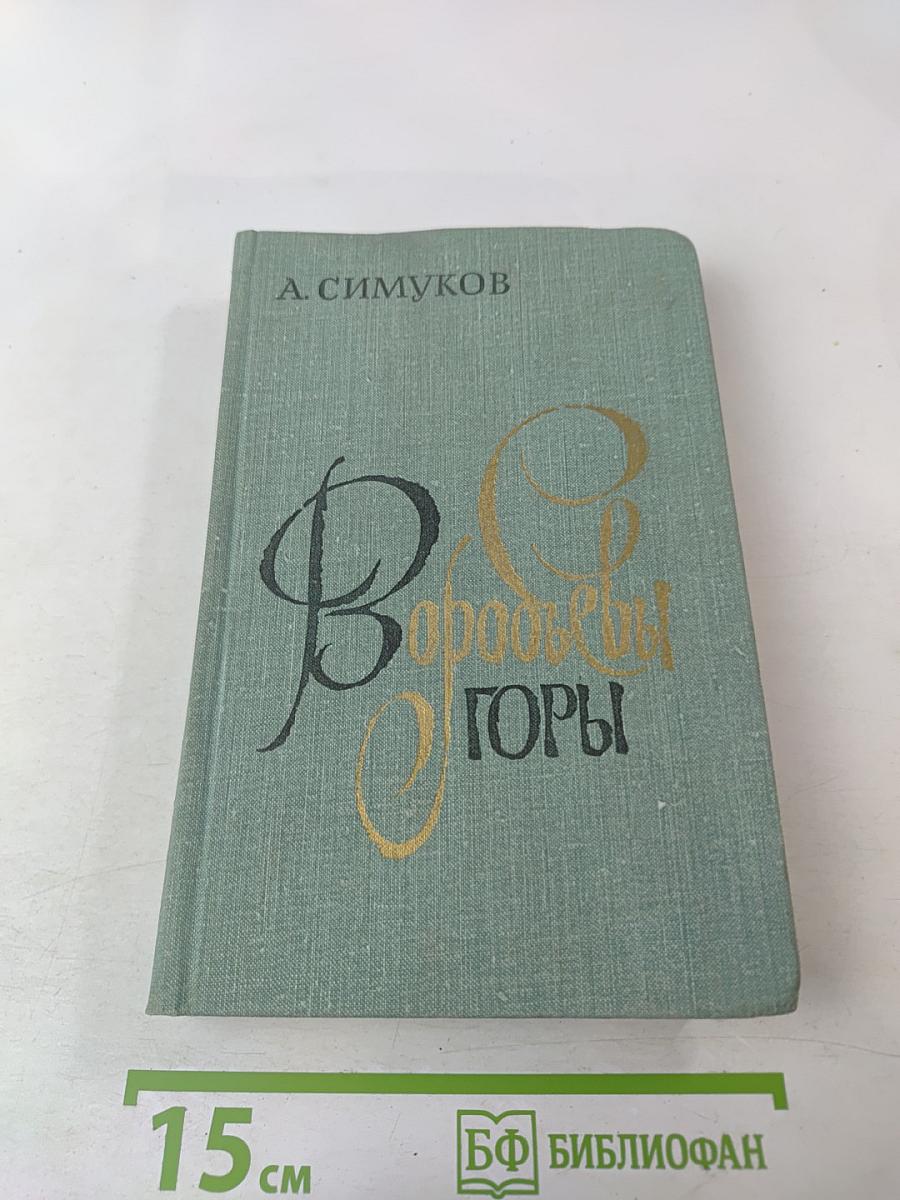 А. СИМУКОВ
Воробьевы
ГОРЫ
15 см
БФ БИБЛИОФАН